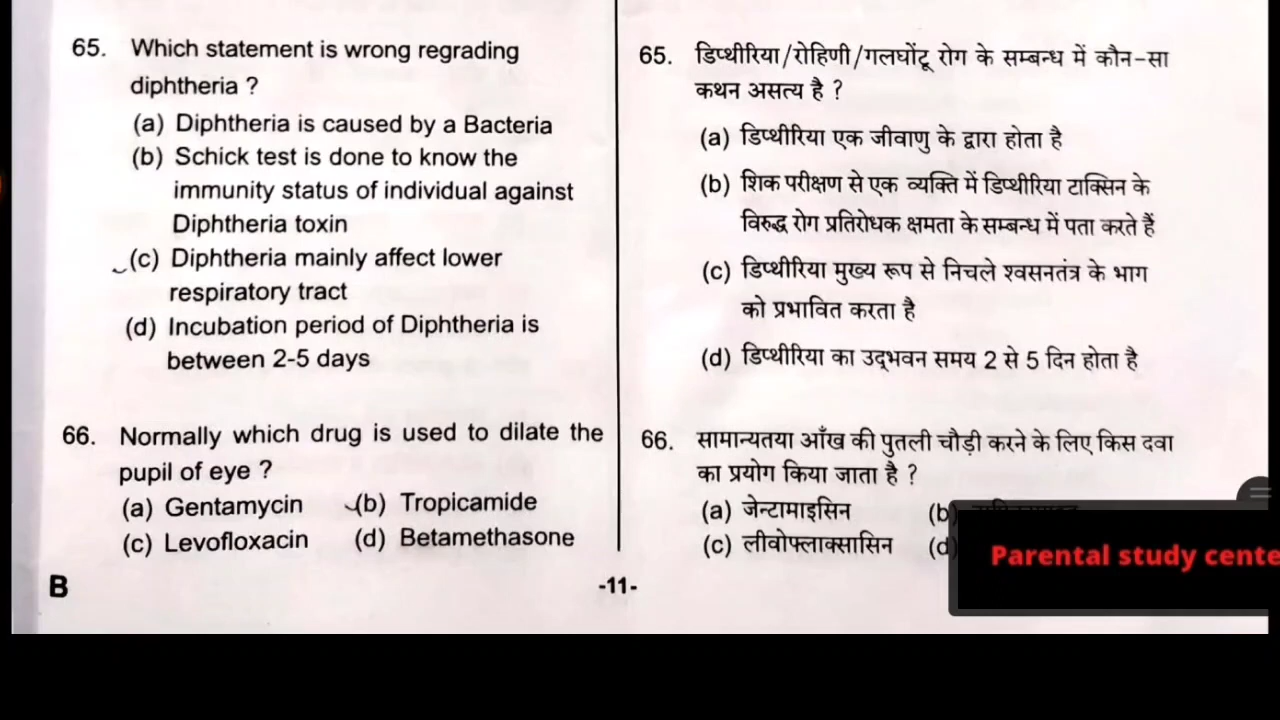 65. Which statement is wrong regrading
diphtheria ?
(a) Diphtheria is caused by a Bacteria
(b) Schick test is done to know the
immunity status of individual against
Diphtheria toxin
(c) Diphtheria mainly affect lower
respiratory tract
(d) Incubation period of Diphtheria is
between 2-5 days
66. Normally which drug is used to dilate the
pupil of eye ?
(a) Gentamycin (b) Tropicamide
(c) Levofloxacin (d) Betamethasone
65. डिप्थीरिया/रोहिणी/गलघोंटू रोग के सम्बन्ध में कौन-सा
कथन असत्य है ?
(a) डिप्थीरिया एक जीवाणु के द्वारा होता है
(b) शिक परीक्षण से एक व्यक्ति में डिप्थीरिया टाक्सिन के
विरुद्ध रोग प्रतिरोधक क्षमता के सम्बन्ध में पता करते हैं
(c) डिप्थीरिया मुख्य रूप से निचले श्वसनतंत्र के भाग
को प्रभावित करता है
(d) डिप्थीरिया का उद्भवन समय 2 से 5 दिन होता है
66. सामान्यतया आँख की पुतली चौड़ी करने के लिए किस दवा
का प्रयोग किया जाता है ?
(a) जेन्टामाइसिन (b)
(c) लीवोफ्लाक्सासिन (d)
Parental study cente
B
-11-